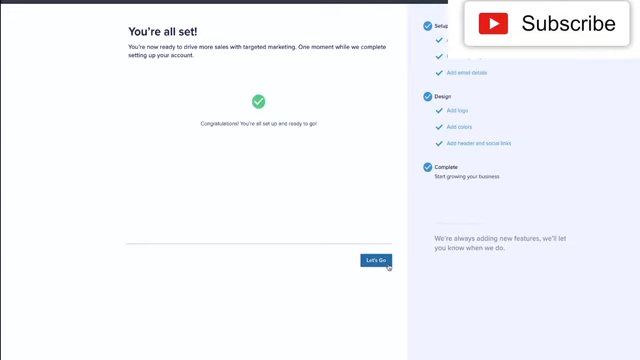 You're all set!
You're now ready to drive more sales with targeted marketing. One moment while we complete
setting up your account.
Congratulations! You're all set up and ready to go!
Let's Go
Subscribe
Setup
Add email details
Design
Add logo
Add colors
Add header and social links
Complete
Start growing your business
We're always adding new features, we'll let
you know when we do.